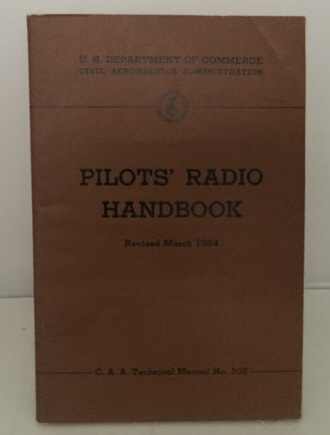 U. S. DEPARTMENT OF COMMERCE
CIVIL AERONAUTICS ADMINISTRATION
PILOTS' RADIO
HANDBOOK
Revised March 1954
C. A. A. Technical Manual No. 102